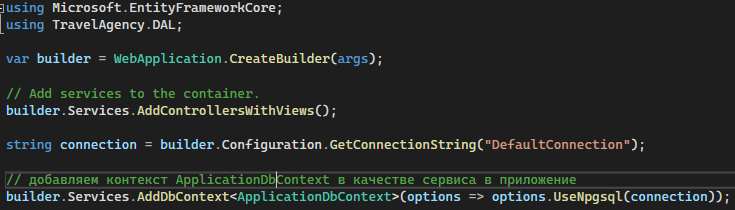 using Microsoft.EntityFrameworkCore;
using TravelAgency.DAL;
var builder = WebApplication.CreateBuilder(args);
// Add services to the container.
builder.Services.AddControllersWithViews();
string connection = builder.Configuration.GetConnectionString("DefaultConnection");
// добавляем контекст ApplicationDbContext в качестве сервиса в приложение
builder.Services.AddDbContext<ApplicationDbContext>(options => options.UseNpgsql(connection));